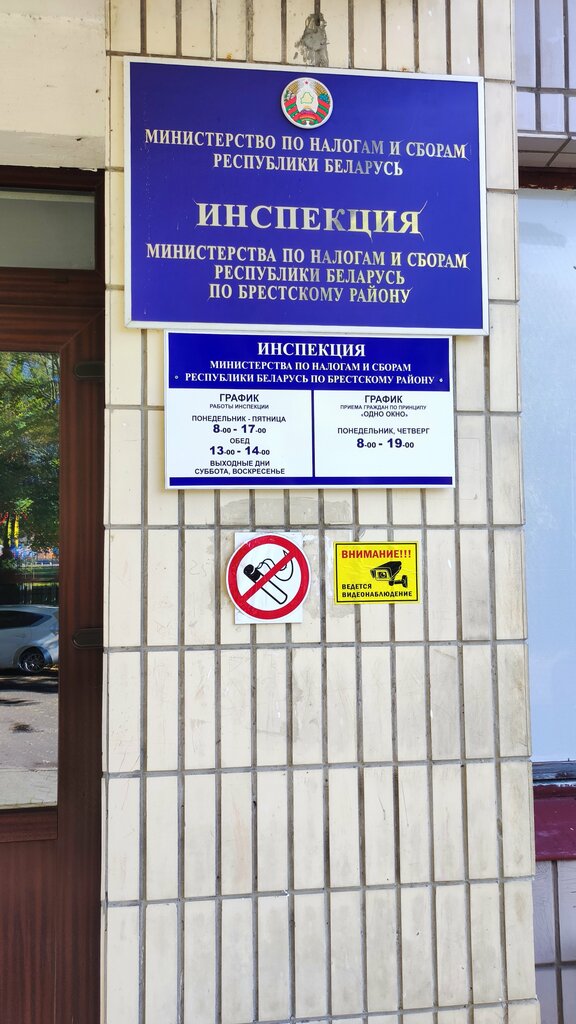 МИНИСТЕРСТВО ПО НАЛОГАМ И СБОРАМ
РЕСПУБЛИКИ БЕЛАРУСЬ
ИНСПЕКЦИЯ
МИНИСТЕРСТВА ПО НАЛОГАМ И СБОРАМ
РЕСПУБЛИКИ БЕЛАРУСЬ
ПО БРЕСТСКОМУ РАЙОНУ
ИНСПЕКЦИЯ
МИНИСТЕРСТВА ПО НАЛОГАМ И СБОРАМ
РЕСПУБЛИКИ БЕЛАРУСЬ ПО БРЕСТСКОМУ РАЙОНУ
ГРАФИК
РАБОТЫ ИНСПЕКЦИИ
ПОНЕДЕЛЬНИК - ПЯТНИЦА
8-00 - 17-00
ОБЕД
13-00 - 14-00
ВЫХОДНЫЕ ДНИ
СУББОТА, ВОСКРЕСЕНЬЕ
ГРАФИК
ПРИЕМА ГРАЖДАН ПО ПРИНЦИПУ
«ОДНО ОКНО»
ПОНЕДЕЛЬНИК, ЧЕТВЕРГ
8-00 - 19-00
ВНИМАНИЕ!!!
ВЕДЕТСЯ
ВИДЕОНАБЛЮДЕНИЕ